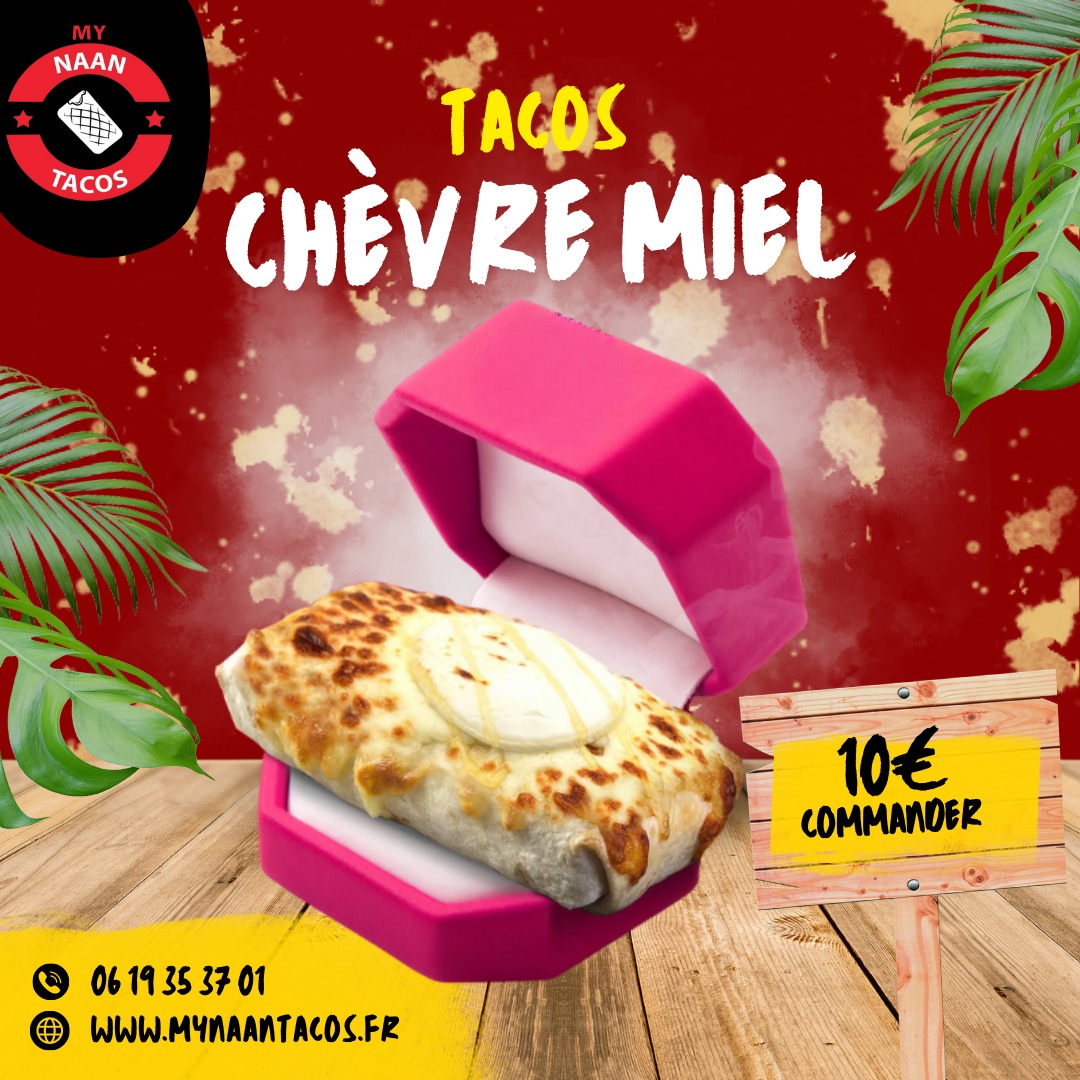 MY
NAAN
TACOS
TACOS
CHÈVRE MIEL
10€
COMMANDER
06 19 35 37 01
WWW.MYNAANTACOS.FR